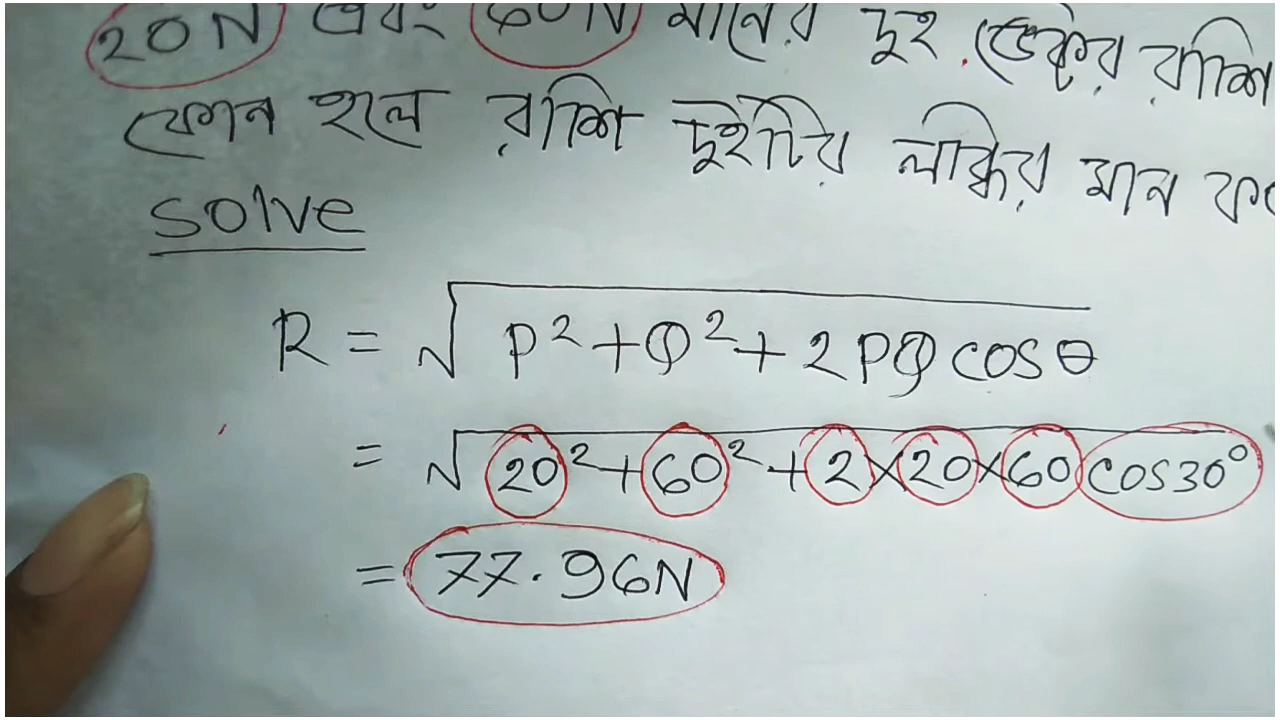 20N এবং 60N মানের দুই ভেক্টর রাশি
কোন হলে রাশি দুইটির লব্ধির মান
Solve
R = √P²+Q²+2PQ cosθ
= √20²+60²+2×20×60 cos30°
= 77.96N